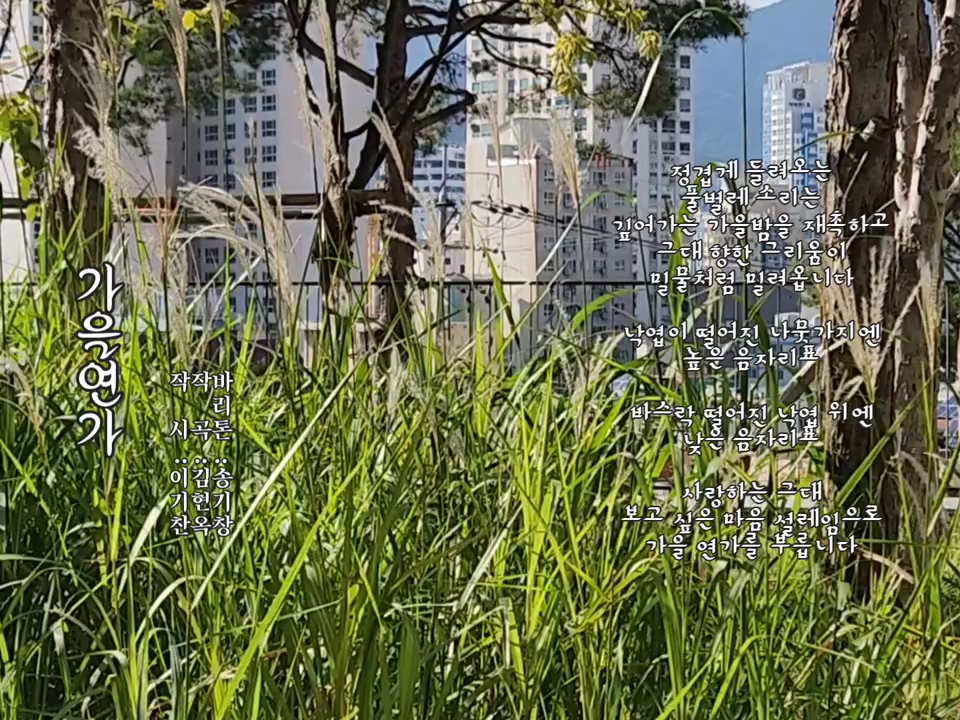 가을연가
작시 : 이기찬
작곡 : 김현옥
바리톤 : 송기창
정겹게 들려오는
풀벌레 소리는
깊어가는 가을밤을 재촉하고
그대 향한 그리움이
밀물처럼 밀려옵니다
낙엽이 떨어진 나뭇가지엔
높은 음자리표
바스락 떨어진 낙엽 위엔
낮은 음자리표
사랑하는 그대
보고 싶은 마음 설레임으로
가을 연가를 부릅니다